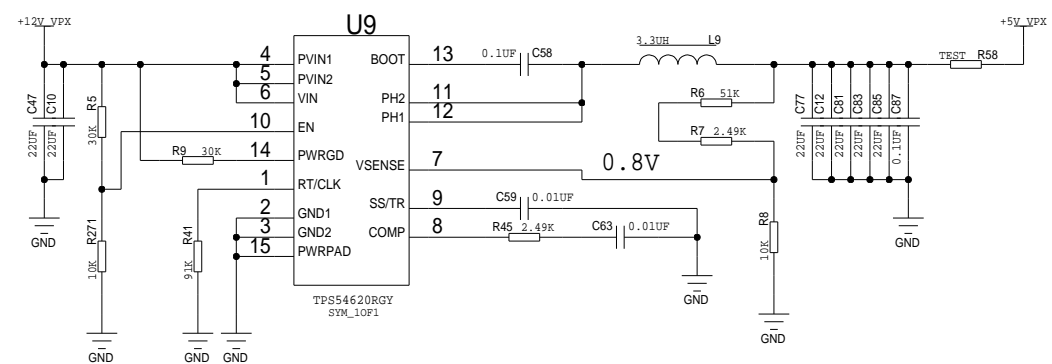 +12V_VPX
U9
+5V_VPX
4 PVIN1
5 PVIN2
6 VIN
10 EN
14 PWRGD
1 RT/CLK
2 GND1
3 GND2
15 PWRPAD
BOOT 13
PH2 11
PH1 12
VSENSE 7
SS/TR 9
COMP 8
TPS54620RGY
SYM_1OF1
C47 22UF
C10 22UF
R5 30K
R9 30K
R271 10K
R41 91K
0.1UF C58
3.3UH L9
R6 51K
R7 2.49K
0.8V
C59 0.01UF
R45 2.49K
C63 0.01UF
R8 10K
C77 22UF
C12 22UF
C81 22UF
C83 22UF
C85 22UF
C87 0.1UF
TEST R58
GND
GND
GND
GND
GND
GND
GND